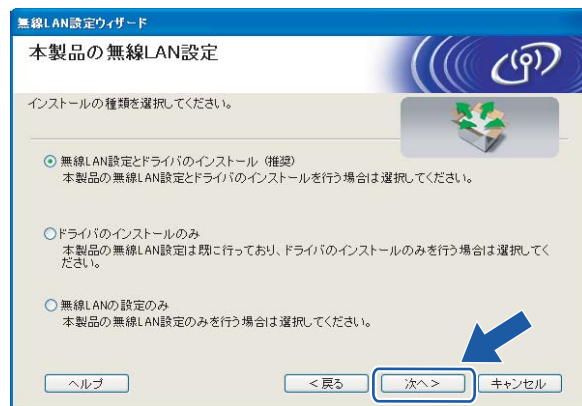 無線LAN設定ウィザード
本製品の無線LAN設定
インストールの種類を選択してください。
無線LAN設定とドライバのインストール（推奨）
本製品の無線LAN設定とドライバのインストールを行う場合は選択してください。
ドライバのインストールのみ
本製品の無線LAN設定は既に行っており、ドライバのインストールのみを行う場合は選択してく
ださい。
無線LANの設定のみ
本製品の無線LAN設定のみを行う場合は選択してください。
ヘルプ <戻る 次へ> キャンセル